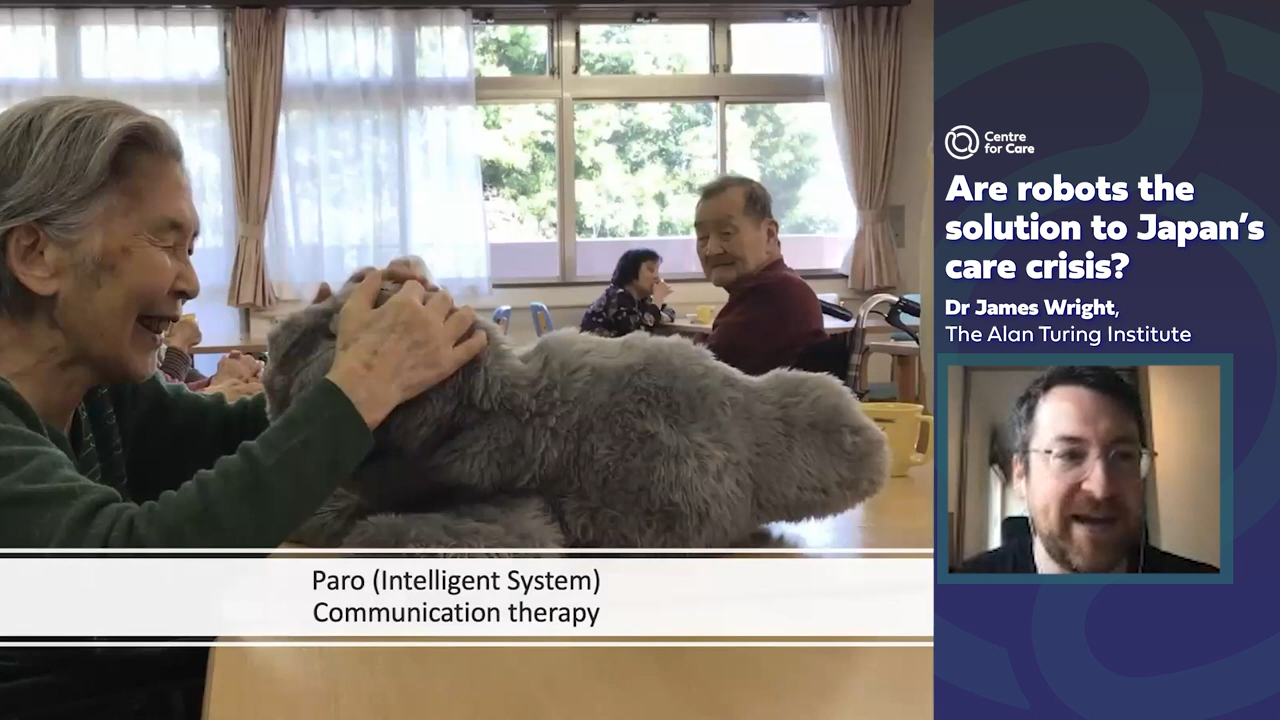 Centre
for Care
Are robots the
solution to Japan's
care crisis?
Dr James Wright,
The Alan Turing Institute
Paro (Intelligent System)
Communication therapy